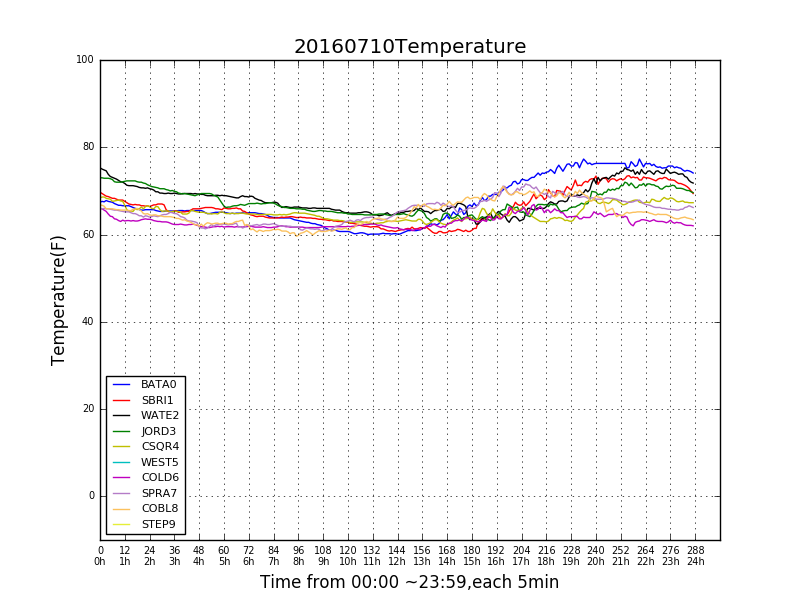 20160710Temperature
Temperature(F)
100
80
60
40
20
0
BATA0
SBRI1
WATE2
JORD3
CSQR4
WEST5
COLD6
SPRA7
COBL8
STEP9
0 12 24 36 48 60 72 84 96 108 120 132 144 156 168 180 192 204 216 228 240 252 264 276 288
0h 1h 2h 3h 4h 5h 6h 7h 8h 9h 10h 11h 12h 13h 14h 15h 16h 17h 18h 19h 20h 21h 22h 23h 24h
Time from 00:00 ~23:59,each 5min